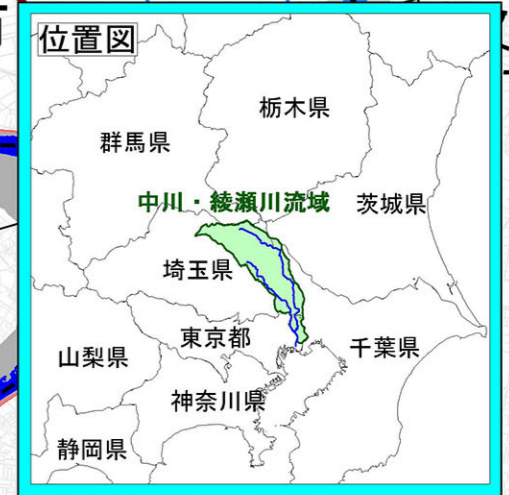 位置図
栃木県
群馬県
中川・綾瀬川流域
茨城県
埼玉県
東京都
千葉県
山梨県
神奈川県
静岡県